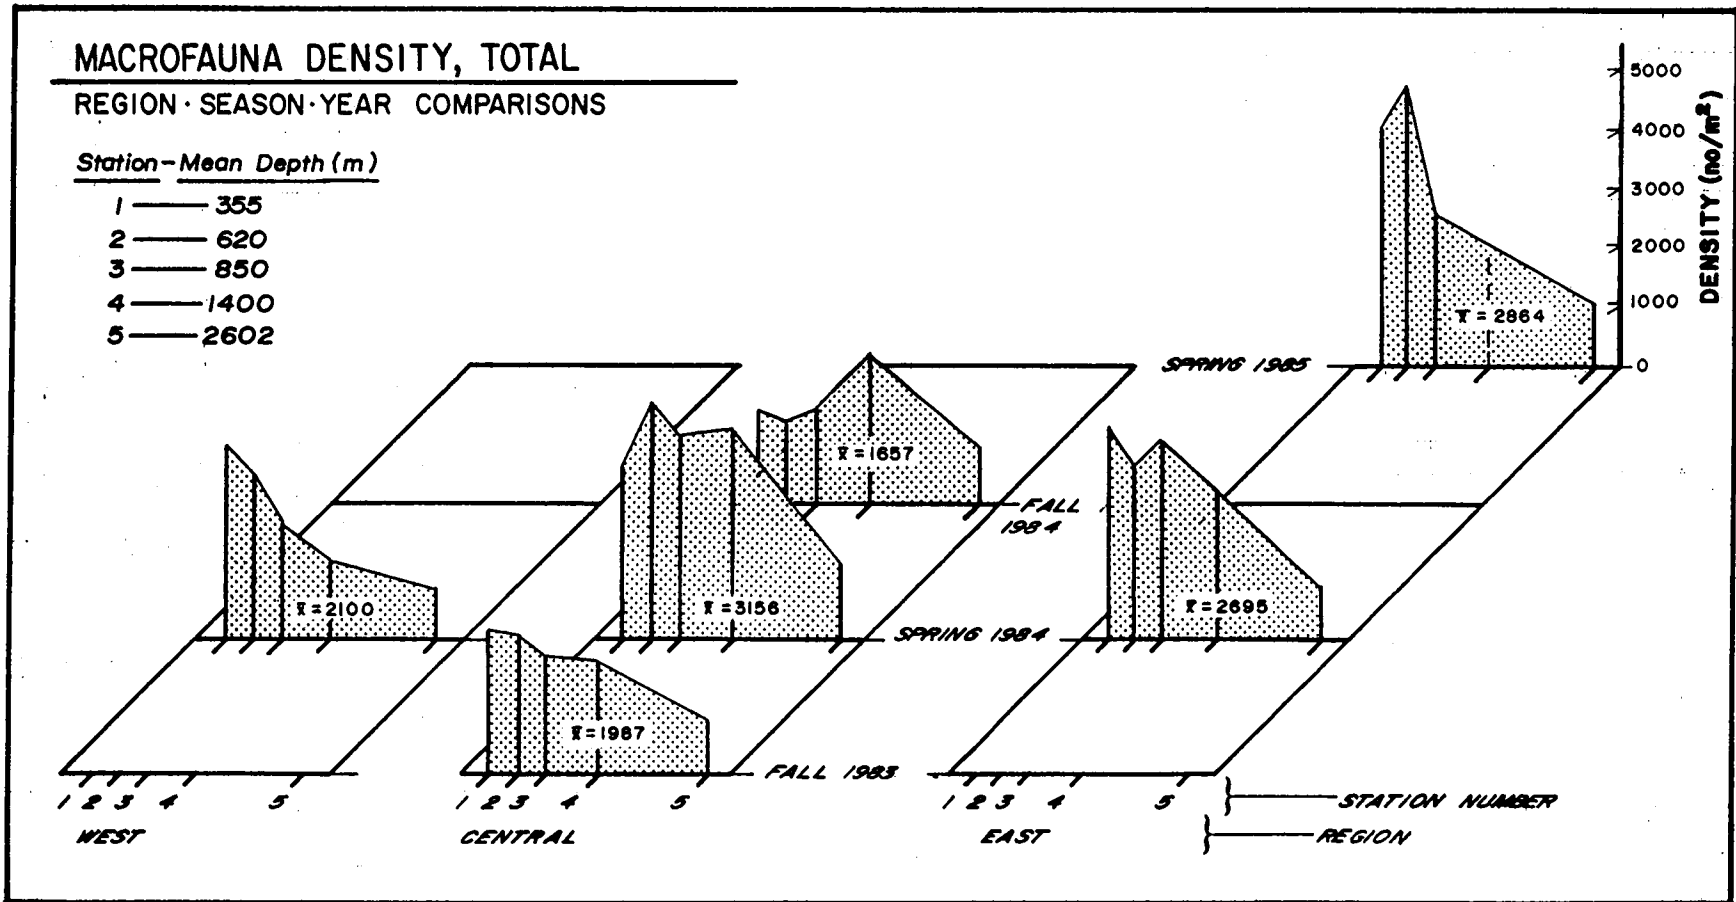 MACROFAUNA DENSITY, TOTAL
REGION · SEASON · YEAR COMPARISONS
Station - Mean Depth (m)
1 — 355
2 — 620
3 — 850
4 — 1400
5 — 2602
5000
4000
3000
2000
1000
0
DENSITY (no/m²)
x̄ = 2864
SPRING 1985
x̄ = 1657
FALL 1984
x̄ = 2100
x̄ = 3156
x̄ = 2695
SPRING 1984
x̄ = 1987
FALL 1983
1 2 3 4 5
1 2 3 4 5
1 2 3 4 5
STATION NUMBER
WEST
CENTRAL
EAST
REGION